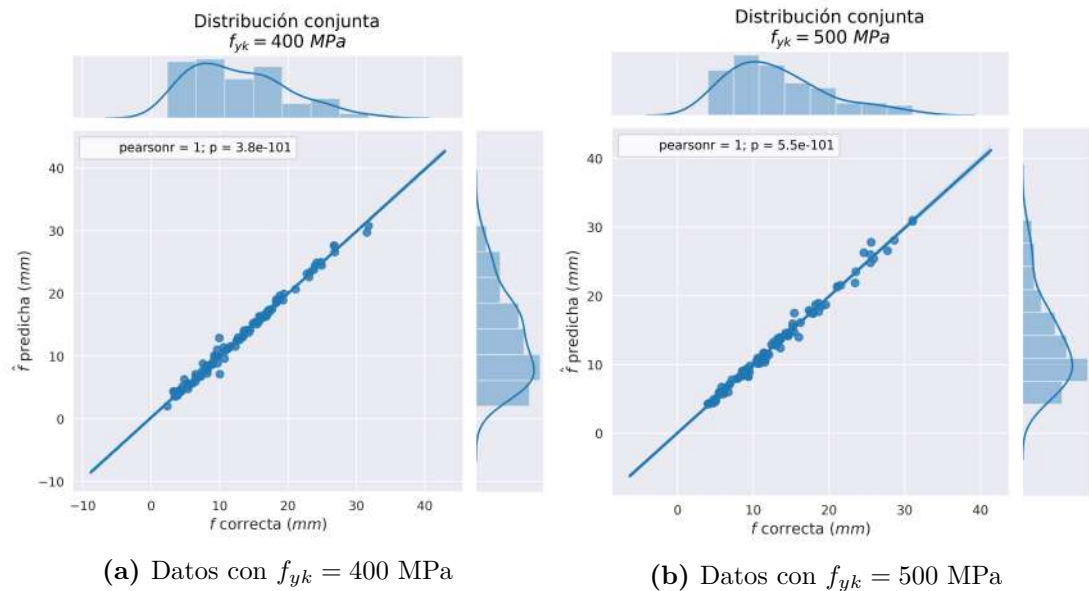 Distribución conjunta
f_yk = 400 MPa
pearsonr = 1; p = 3.8e-101
40
30
20
10
0
−10
f̂ predicha (mm)
−10 0 10 20 30 40
f correcta (mm)
(a) Datos con f_yk = 400 MPa
Distribución conjunta
f_yk = 500 MPa
pearsonr = 1; p = 5.5e-101
40
30
20
10
0
f̂ predicha (mm)
0 10 20 30 40
f correcta (mm)
(b) Datos con f_yk = 500 MPa